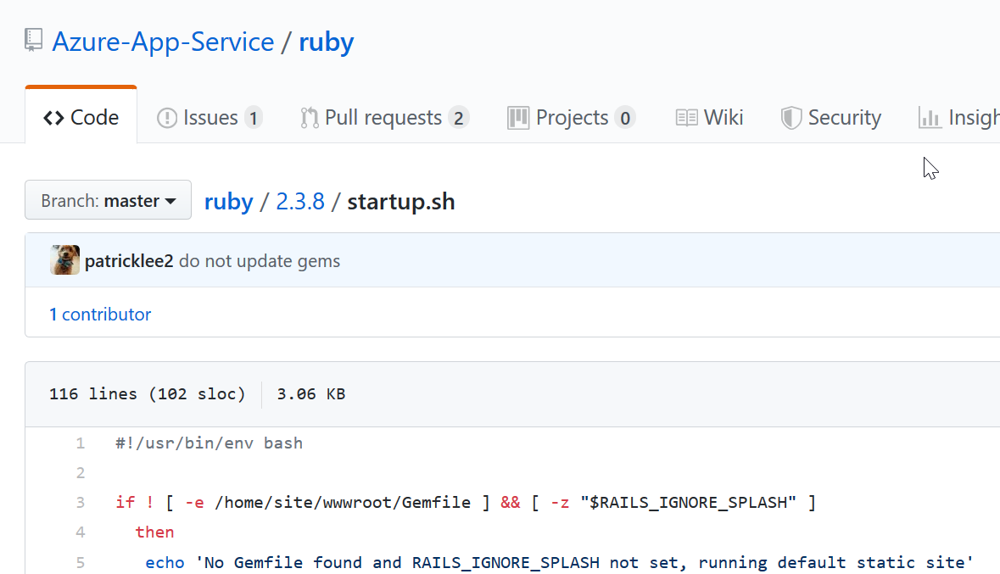 Azure-App-Service / ruby
<> Code Issues 1 Pull requests 2 Projects 0 Wiki Security
Branch: master ruby / 2.3.8 / startup.sh
patricklee2 do not update gems
1 contributor
116 lines (102 sloc) 3.06 KB
1 #!/usr/bin/env bash
2
3 if ! [ -e /home/site/wwwroot/Gemfile ] && [ -z "$RAILS_IGNORE_SPLASH" ]
4 then
5 echo 'No Gemfile found and RAILS_IGNORE_SPLASH not set, running default static site'